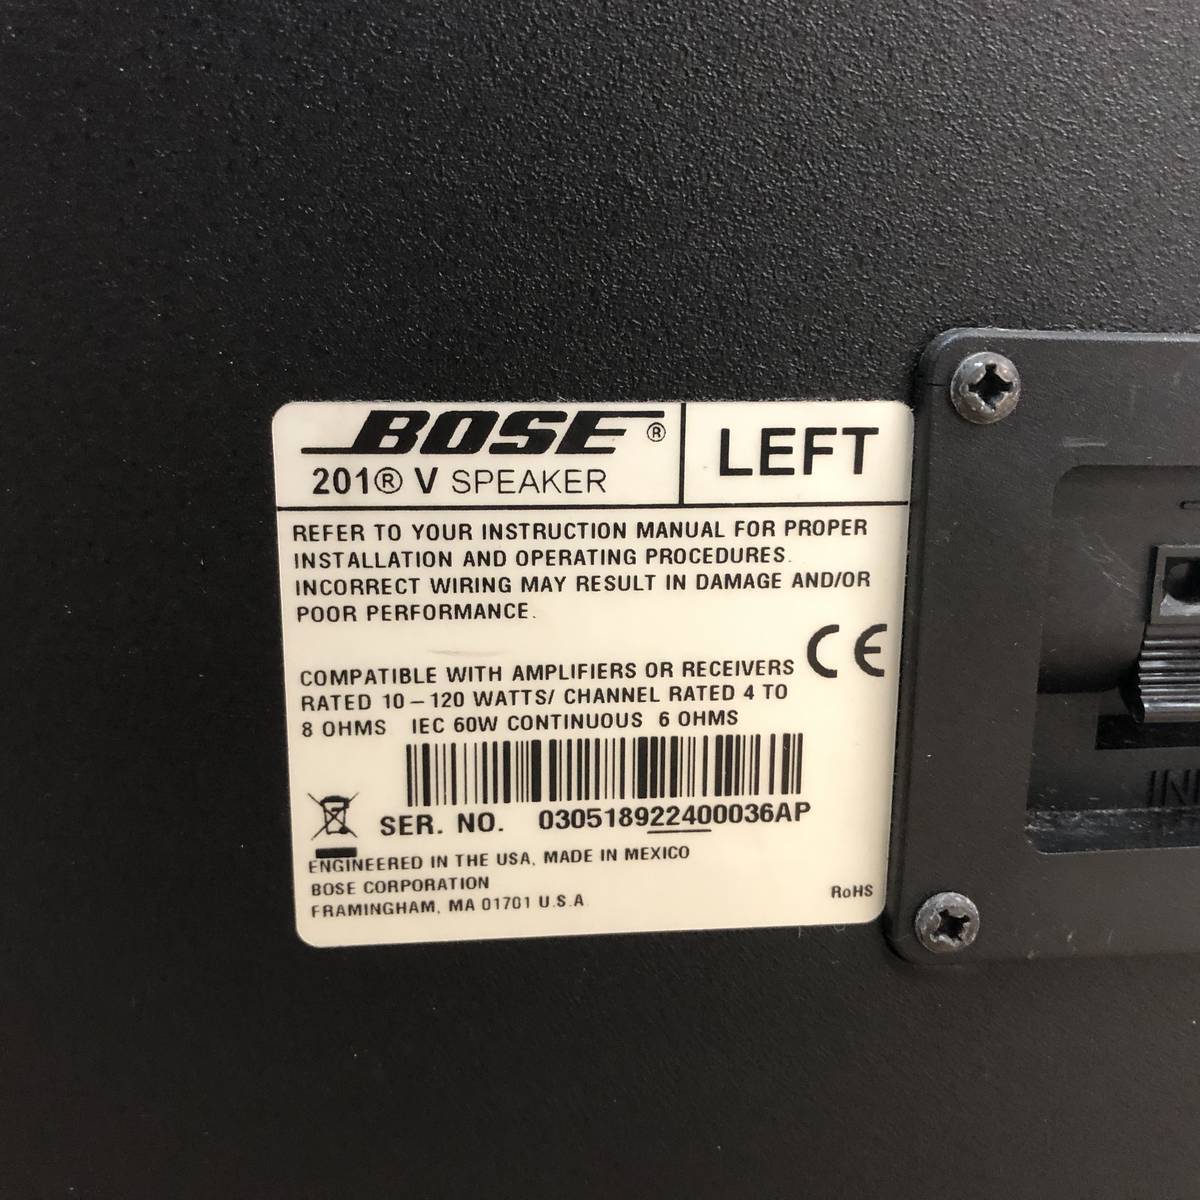 BOSE®
201® V SPEAKER
LEFT
REFER TO YOUR INSTRUCTION MANUAL FOR PROPER
INSTALLATION AND OPERATING PROCEDURES.
INCORRECT WIRING MAY RESULT IN DAMAGE AND/OR
POOR PERFORMANCE.
CE
COMPATIBLE WITH AMPLIFIERS OR RECEIVERS
RATED 10 – 120 WATTS/ CHANNEL RATED 4 TO
8 OHMS IEC 60W CONTINUOUS 6 OHMS
SER. NO. 030518922400036AP
ENGINEERED IN THE USA, MADE IN MEXICO
BOSE CORPORATION
FRAMINGHAM, MA 01701 U.S.A.
RoHS